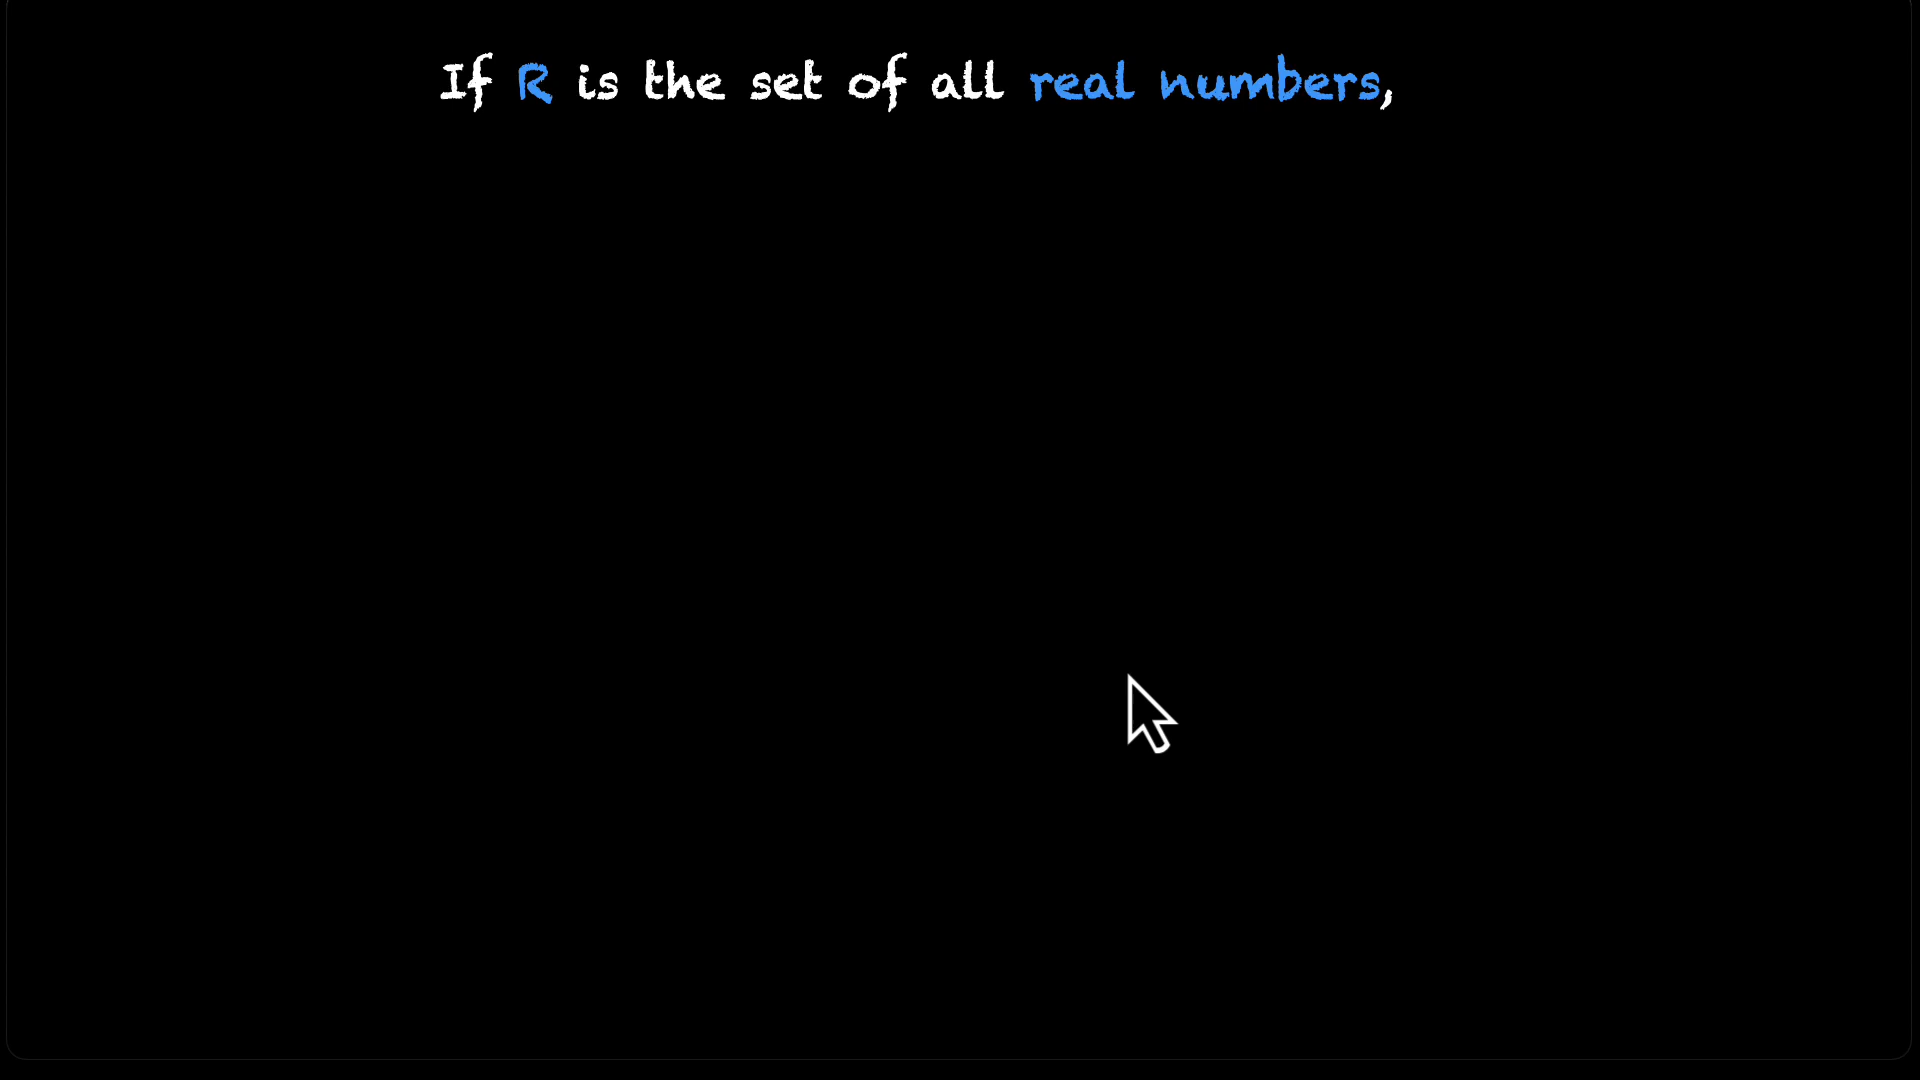 If R is the set of all real numbers,